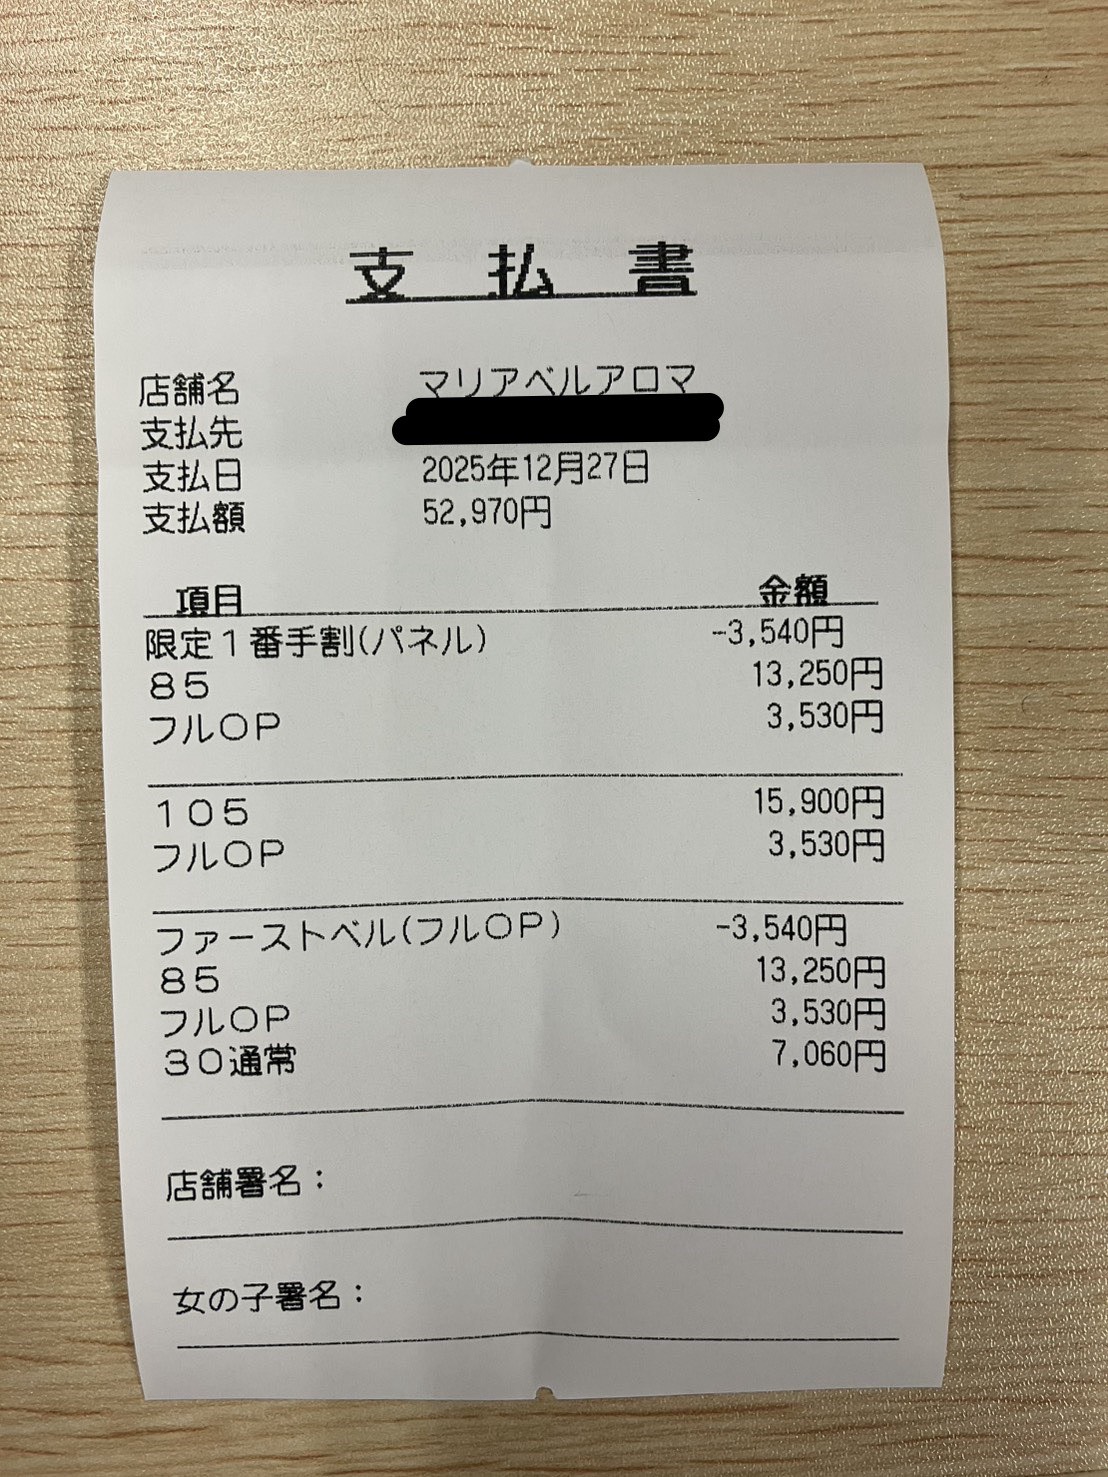 支払書
店舗名 マリアベルアロマ
支払先
支払日 2025年12月27日
支払額 52,970円
項目 金額
限定1番手割(パネル) -3,540円
85 13,250円
フルOP 3,530円
105 15,900円
フルOP 3,530円
ファーストベル(フルOP) -3,540円
85 13,250円
フルOP 3,530円
30通常 7,060円
店舗署名：
女の子署名：